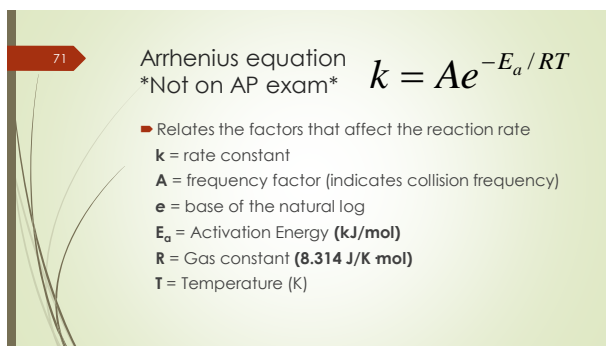 71
Arrhenius equation
*Not on AP exam*
k = Ae^{-E_a / RT}
Relates the factors that affect the reaction rate
k = rate constant
A = frequency factor (indicates collision frequency)
e = base of the natural log
Eₐ = Activation Energy (kJ/mol)
R = Gas constant (8.314 J/K·mol)
T = Temperature (K)